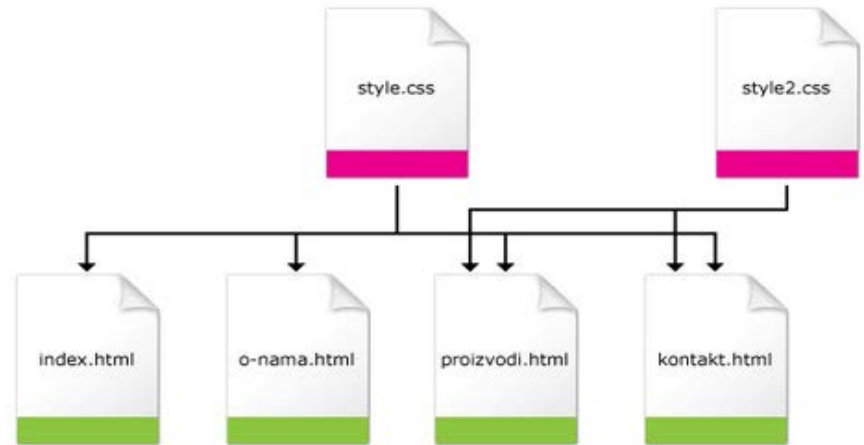 style.css
style2.css
index.html
o-nama.html
proizvodi.html
kontakt.html